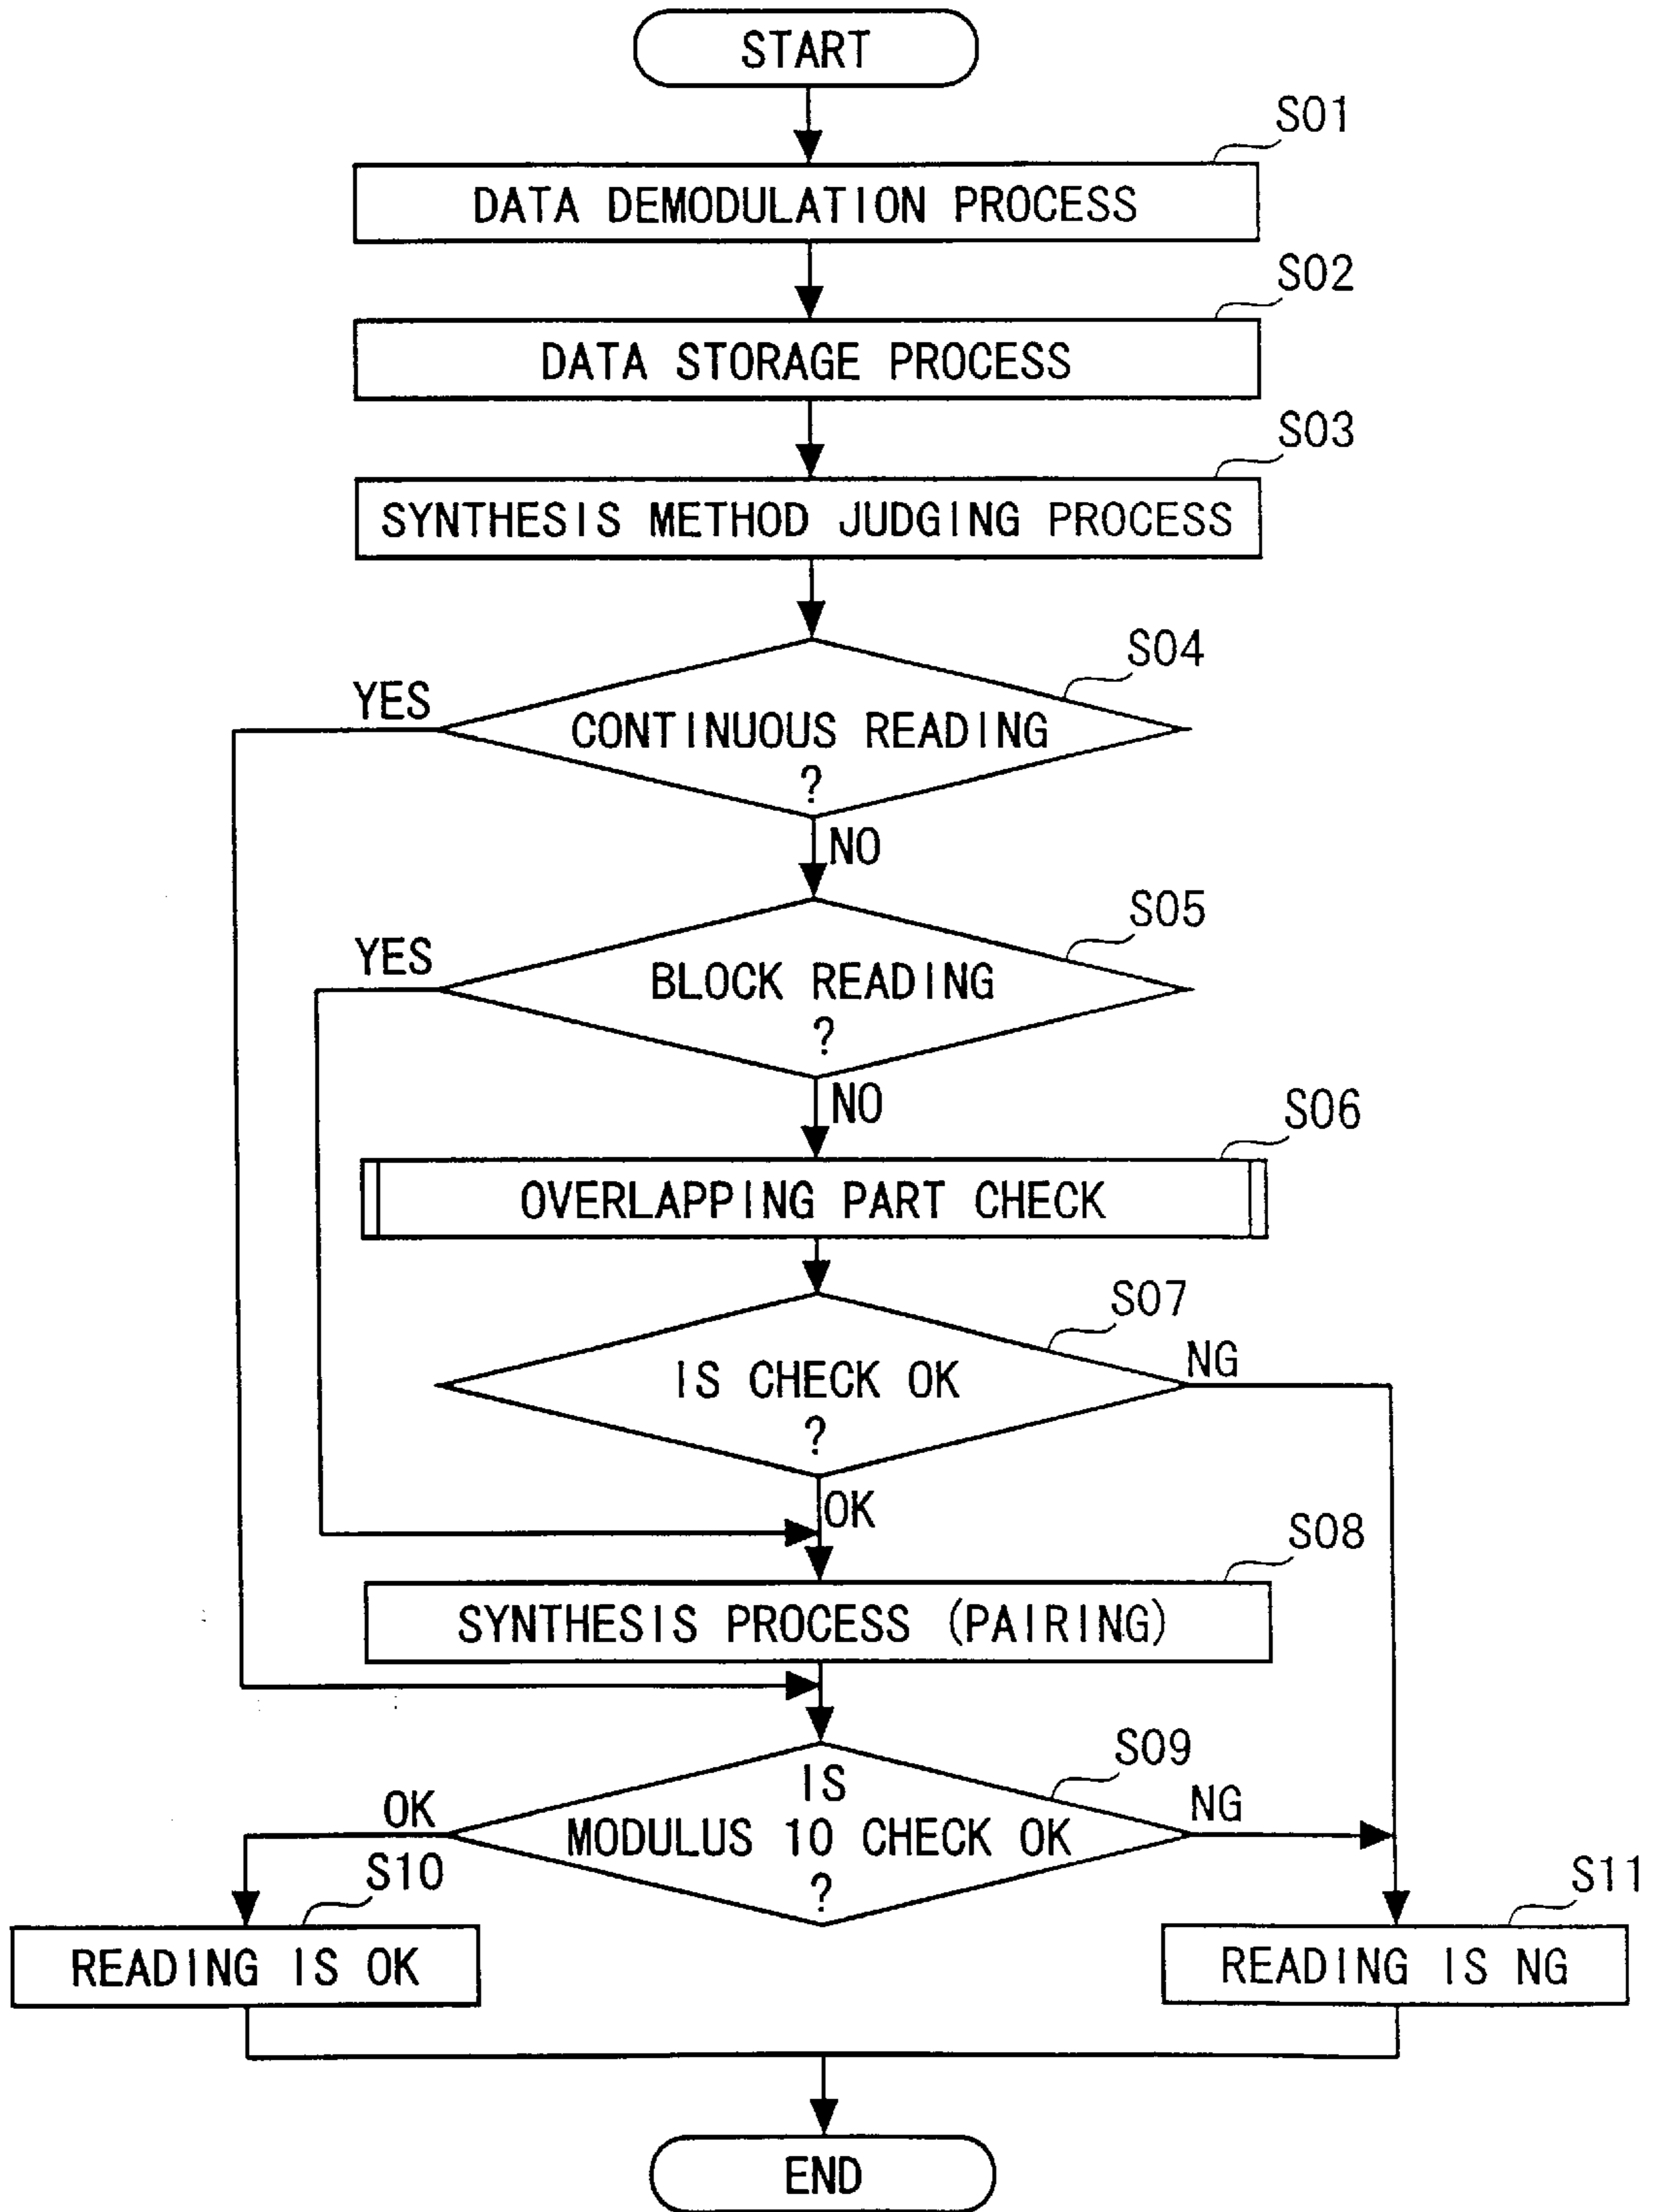 START
S01
DATA DEMODULATION PROCESS
S02
DATA STORAGE PROCESS
S03
SYNTHESIS METHOD JUDGING PROCESS
S04
YES
CONTINUOUS READING
?
NO
S05
YES
BLOCK READING
?
NO
S06
OVERLAPPING PART CHECK
S07
NG
IS CHECK OK
?
OK
S08
SYNTHESIS PROCESS (PAIRING)
S09
IS
OK
NG
MODULUS 10 CHECK OK
?
S10
S11
READING IS OK
READING IS NG
END